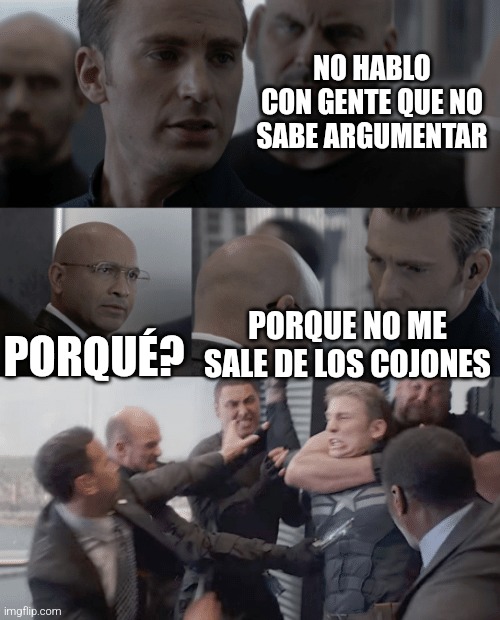 NO HABLO
CON GENTE QUE NO
SABE ARGUMENTAR
PORQUÉ?
PORQUE NO ME
SALE DE LOS COJONES
imgflip.com